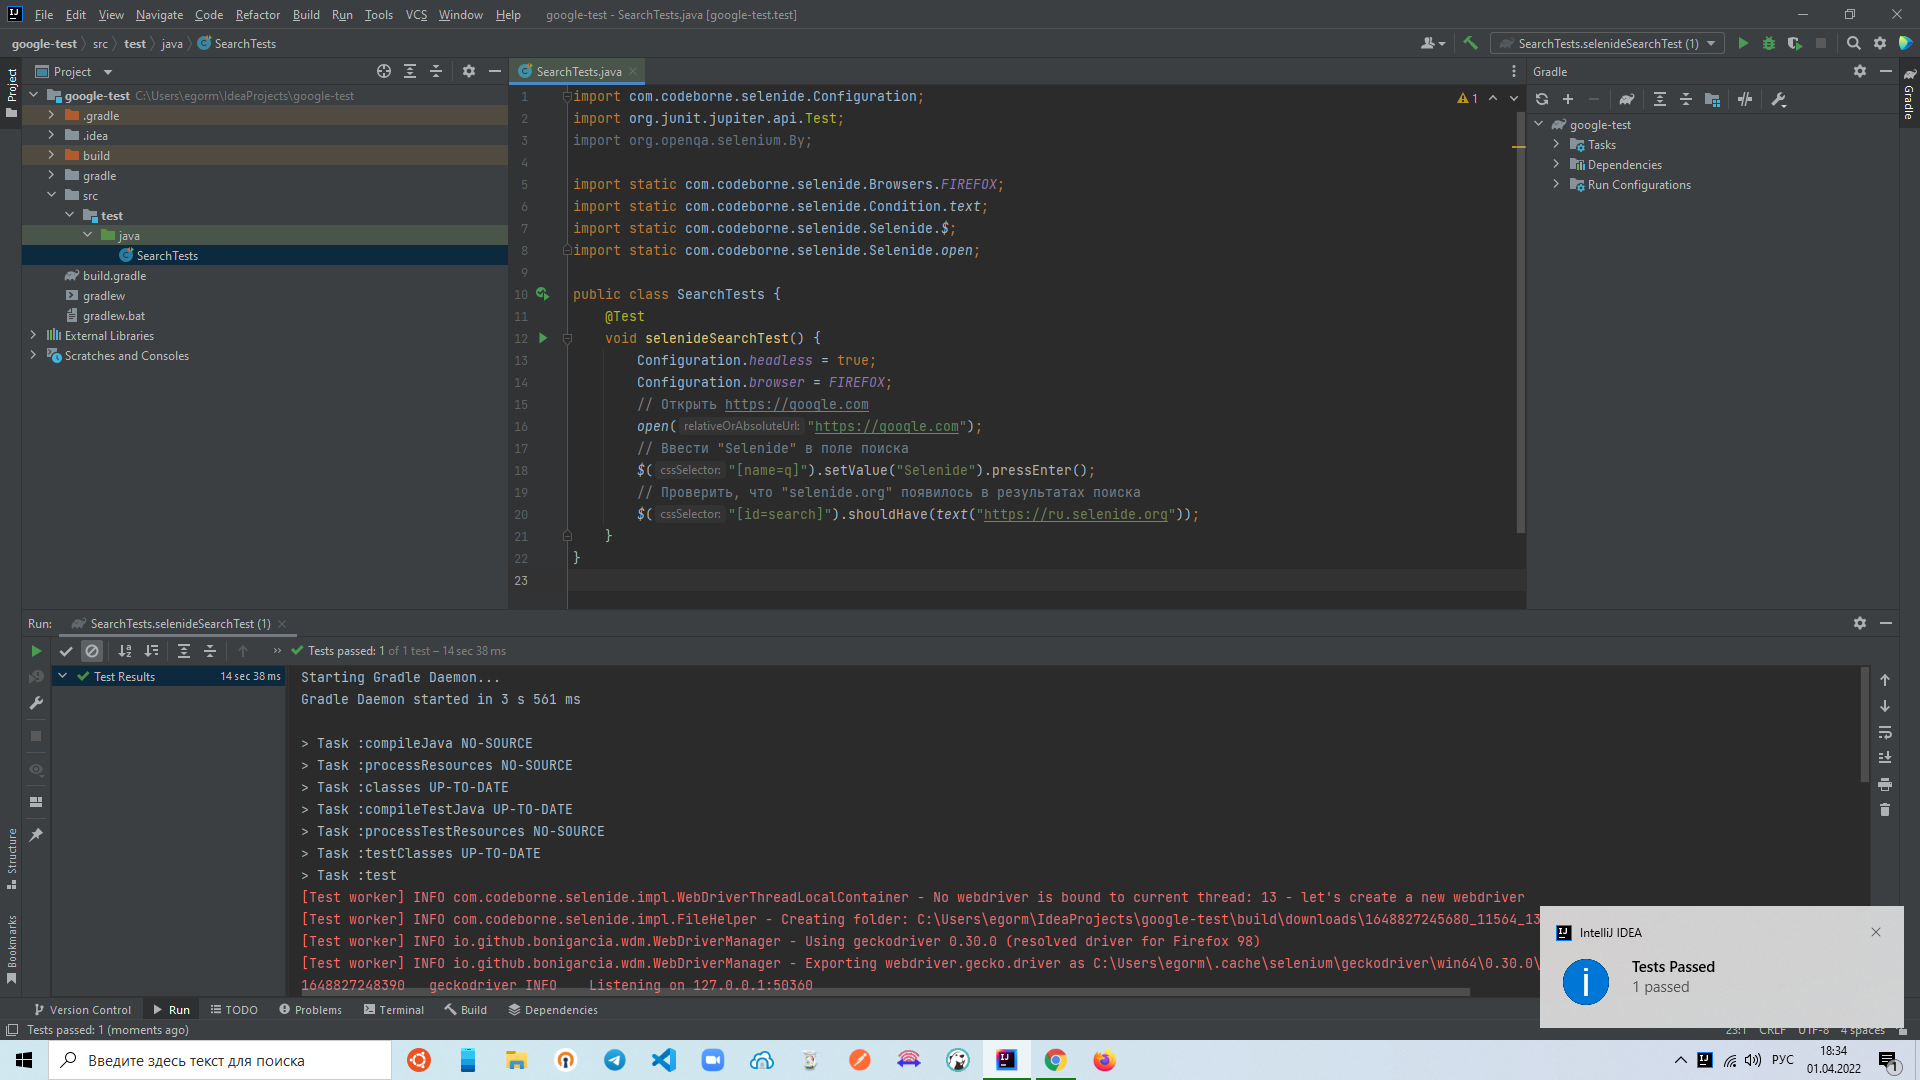 File Edit View Navigate Code Refactor Build Run Tools VCS Window Help google-test - SearchTests.java [google-test.test]
google-test src test java SearchTests
SearchTests.selenideSearchTest (1)
Project
SearchTests.java
Gradle
Project
Gradle
google-test C:\Users\egorm\IdeaProjects\google-test
.gradle
.idea
build
gradle
src
test
java
SearchTests
build.gradle
gradlew
gradlew.bat
External Libraries
Scratches and Consoles
1 import com.codeborne.selenide.Configuration;
2 import org.junit.jupiter.api.Test;
3 import org.openqa.selenium.By;
4
5 import static com.codeborne.selenide.Browsers.FIREFOX;
6 import static com.codeborne.selenide.Condition.text;
7 import static com.codeborne.selenide.Selenide.$;
8 import static com.codeborne.selenide.Selenide.open;
9
10 public class SearchTests {
11 @Test
12 void selenideSearchTest() {
13 Configuration.headless = true;
14 Configuration.browser = FIREFOX;
15 // Открыть https://google.com
16 open( relativeOrAbsoluteUrl: "https://google.com");
17 // Ввести "Selenide" в поле поиска
18 $( cssSelector: "[name=q]").setValue("Selenide").pressEnter();
19 // Проверить, что "selenide.org" появилось в результатах поиска
20 $( cssSelector: "[id=search]").shouldHave(text("https://ru.selenide.org"));
21 }
22 }
23
1
google-test
Tasks
Dependencies
Run Configurations
Run: SearchTests.selenideSearchTest (1)
» Tests passed: 1 of 1 test – 14 sec 38 ms
Test Results 14 sec 38 ms
Starting Gradle Daemon...
Gradle Daemon started in 3 s 561 ms
> Task :compileJava NO-SOURCE
> Task :processResources NO-SOURCE
> Task :classes UP-TO-DATE
> Task :compileTestJava UP-TO-DATE
> Task :processTestResources NO-SOURCE
> Task :testClasses UP-TO-DATE
> Task :test
[Test worker] INFO com.codeborne.selenide.impl.WebDriverThreadLocalContainer - No webdriver is bound to current thread: 13 - let's create a new webdriver
[Test worker] INFO com.codeborne.selenide.impl.FileHelper - Creating folder: C:\Users\egorm\IdeaProjects\google-test\build\downloads\1648827245680_11564_13
[Test worker] INFO io.github.bonigarcia.wdm.WebDriverManager - Using geckodriver 0.30.0 (resolved driver for Firefox 98)
[Test worker] INFO io.github.bonigarcia.wdm.WebDriverManager - Exporting webdriver.gecko.driver as C:\Users\egorm\.cache\selenium\geckodriver\win64\0.30.0\
1648827248390 geckodriver INFO Listening on 127.0.0.1:50360
Structure
Bookmarks
IntelliJ IDEA
Tests Passed
1 passed
Version Control Run TODO Problems Terminal Build Dependencies
Tests passed: 1 (moments ago)
23:1 CRLF UTF-8 4 spaces
Введите здесь текст для поиска
РУС
18:34
01.04.2022
1